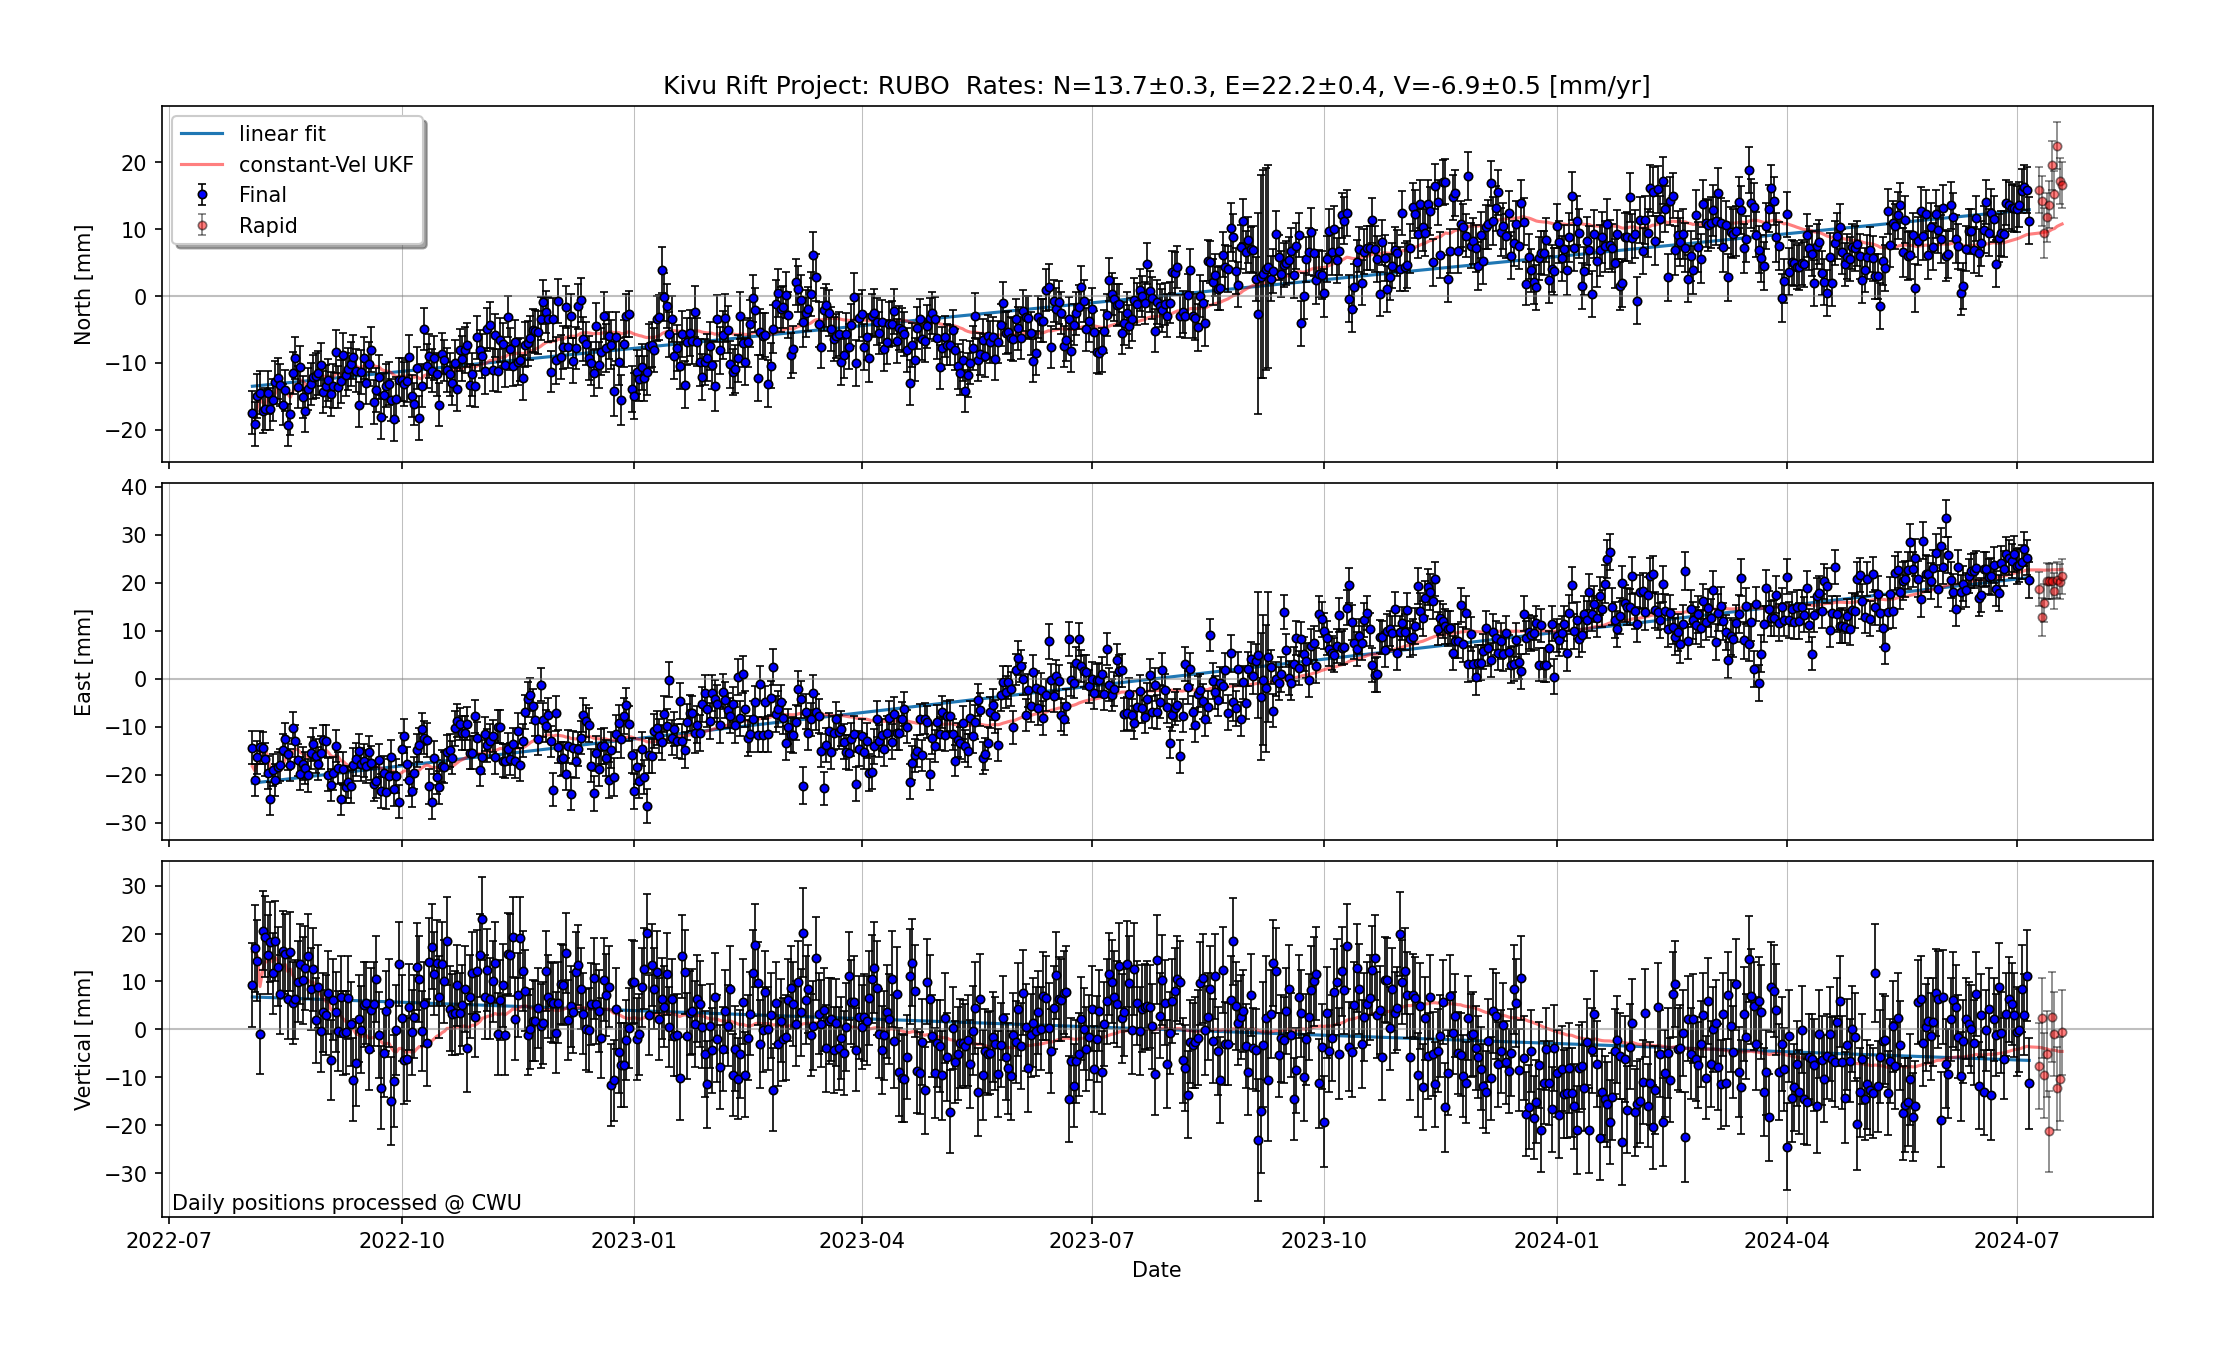 Kivu Rift Project: RUBO  Rates: N=13.7±0.3, E=22.2±0.4, V=-6.9±0.5 [mm/yr]
linear fit
constant-Vel UKF
Final
Rapid
North [mm]
20
10
0
−10
−20
East [mm]
40
30
20
10
0
−10
−20
−30
Vertical [mm]
30
20
10
0
−10
−20
−30
Daily positions processed @ CWU
2022-07 2022-10 2023-01 2023-04 2023-07 2023-10 2024-01 2024-04 2024-07
Date